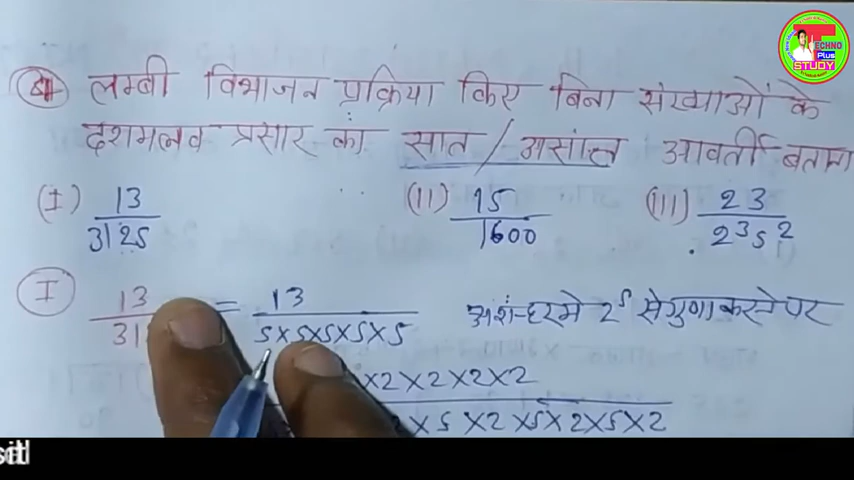 लम्बी विभाजन प्रक्रिया किए बिना संख्याओं के
दशमलव प्रसार को सात / असांत आवर्ती बताए
(I) 13/3125 (II) 15/1600 (III) 23/2³5²
I 13/31 = 13/5×5×5×5×5 अशं-हरमे 2⁵ से गुणा करने पर
×2×2×2×2
×5×2×5×2×5×2
TECHNO
Plus
STUDY